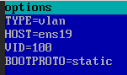 options
TYPE=vlan
HOST=ens19
VID=100
BOOTPROTO=static